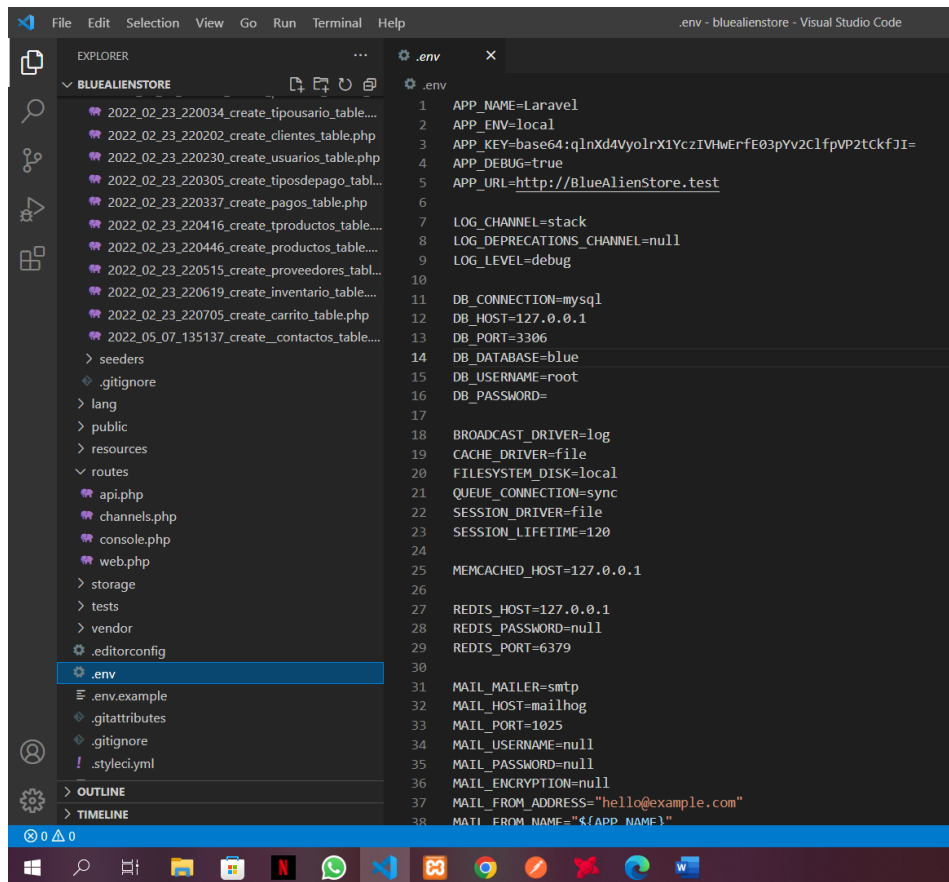 File Edit Selection View Go Run Terminal Help .env - bluealienstore - Visual Studio Code
EXPLORER
BLUEALIENSTORE
2022_02_23_220034_create_tipousario_table....
2022_02_23_220202_create_clientes_table.php
2022_02_23_220230_create_usuarios_table.php
2022_02_23_220305_create_tiposdepago_tabl...
2022_02_23_220337_create_pagos_table.php
2022_02_23_220416_create_tproductos_table....
2022_02_23_220446_create_productos_table....
2022_02_23_220515_create_proveedores_tabl...
2022_02_23_220619_create_inventario_table....
2022_02_23_220705_create_carrito_table.php
2022_05_07_135137_create__contactos_table....
seeders
.gitignore
lang
public
resources
routes
api.php
channels.php
console.php
web.php
storage
tests
vendor
.editorconfig
.env
.env.example
.gitattributes
.gitignore
.styleci.yml
OUTLINE
TIMELINE
.env
.env
1 APP_NAME=Laravel
2 APP_ENV=local
3 APP_KEY=base64:qlnXd4VyolrX1YczIVHwErfE03pYv2ClfpVP2tCkfJI=
4 APP_DEBUG=true
5 APP_URL=http://BlueAlienStore.test
6
7 LOG_CHANNEL=stack
8 LOG_DEPRECATIONS_CHANNEL=null
9 LOG_LEVEL=debug
10
11 DB_CONNECTION=mysql
12 DB_HOST=127.0.0.1
13 DB_PORT=3306
14 DB_DATABASE=blue
15 DB_USERNAME=root
16 DB_PASSWORD=
17
18 BROADCAST_DRIVER=log
19 CACHE_DRIVER=file
20 FILESYSTEM_DISK=local
21 QUEUE_CONNECTION=sync
22 SESSION_DRIVER=file
23 SESSION_LIFETIME=120
24
25 MEMCACHED_HOST=127.0.0.1
26
27 REDIS_HOST=127.0.0.1
28 REDIS_PASSWORD=null
29 REDIS_PORT=6379
30
31 MAIL_MAILER=smtp
32 MAIL_HOST=mailhog
33 MAIL_PORT=1025
34 MAIL_USERNAME=null
35 MAIL_PASSWORD=null
36 MAIL_ENCRYPTION=null
37 MAIL_FROM_ADDRESS="hello@example.com"
38 MAIL_FROM_NAME="${APP_NAME}"
0 0